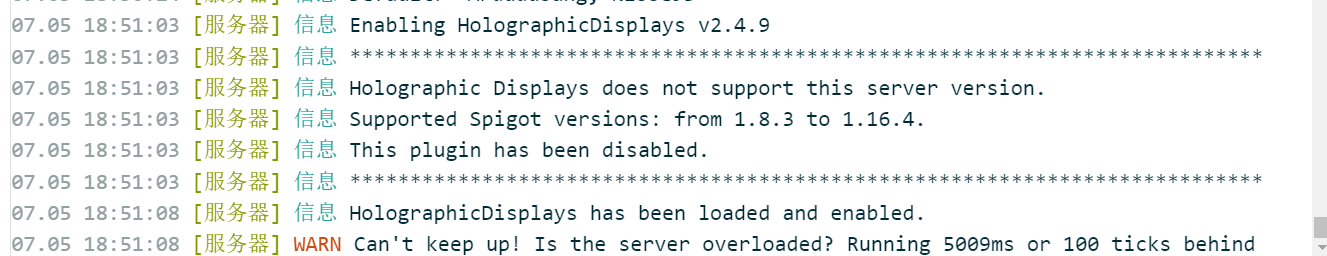 07.05 18:51:03 [服务器] 信息 Enabling HolographicDisplays v2.4.9
07.05 18:51:03 [服务器] 信息 ****************************************************************************
07.05 18:51:03 [服务器] 信息 Holographic Displays does not support this server version.
07.05 18:51:03 [服务器] 信息 Supported Spigot versions: from 1.8.3 to 1.16.4.
07.05 18:51:03 [服务器] 信息 This plugin has been disabled.
07.05 18:51:03 [服务器] 信息 ****************************************************************************
07.05 18:51:08 [服务器] 信息 HolographicDisplays has been loaded and enabled.
07.05 18:51:08 [服务器] WARN Can't keep up! Is the server overloaded? Running 5009ms or 100 ticks behind